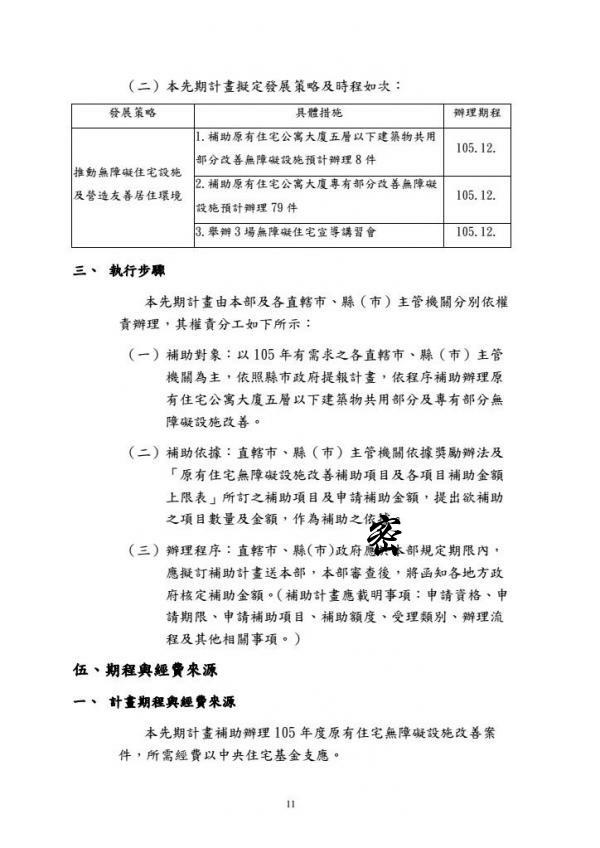 （二）本先期計畫擬定發展策略及時程如次：
發展策略 具體措施 辦理期程
推動無障礙住宅設施
及營造友善居住環境
1.補助原有住宅公寓大廈五層以下建築物共用
部分改善無障礙設施預計辦理 8 件
105.12.
2.補助原有住宅公寓大廈專有部分改善無障礙
設施預計辦理 79 件
105.12.
3.舉辦 3 場無障礙住宅宣導講習會 105.12.
三、 執行步驟
本先期計畫由本部及各直轄市、縣（市）主管機關分別依權
責辦理，其權責分工如下所示：
（一）補助對象：以 105 年有需求之各直轄市、縣（市）主管
機關為主，依照縣市政府提報計畫，依程序補助辦理原
有住宅公寓大廈五層以下建築物共用部分及專有部分無
障礙設施改善。
（二）補助依據：直轄市、縣（市）主管機關依據獎勵辦法及
「原有住宅無障礙設施改善補助項目及各項目補助金額
上限表」所訂之補助項目及申請補助金額，提出欲補助
之項目數量及金額，作為補助之依
密
（三）辦理程序：直轄市、縣(市)政府應 本部規定期限內，
應擬訂補助計畫送本部，本部審查後，將函知各地方政
府核定補助金額。（補助計畫應載明事項：申請資格、申
請期限、申請補助項目、補助額度、受理類別、辦理流
程及其他相關事項。）
伍、期程與經費來源
一、 計畫期程與經費來源
本先期計畫補助辦理 105 年度原有住宅無障礙設施改善案
件，所需經費以中央住宅基金支應。
11